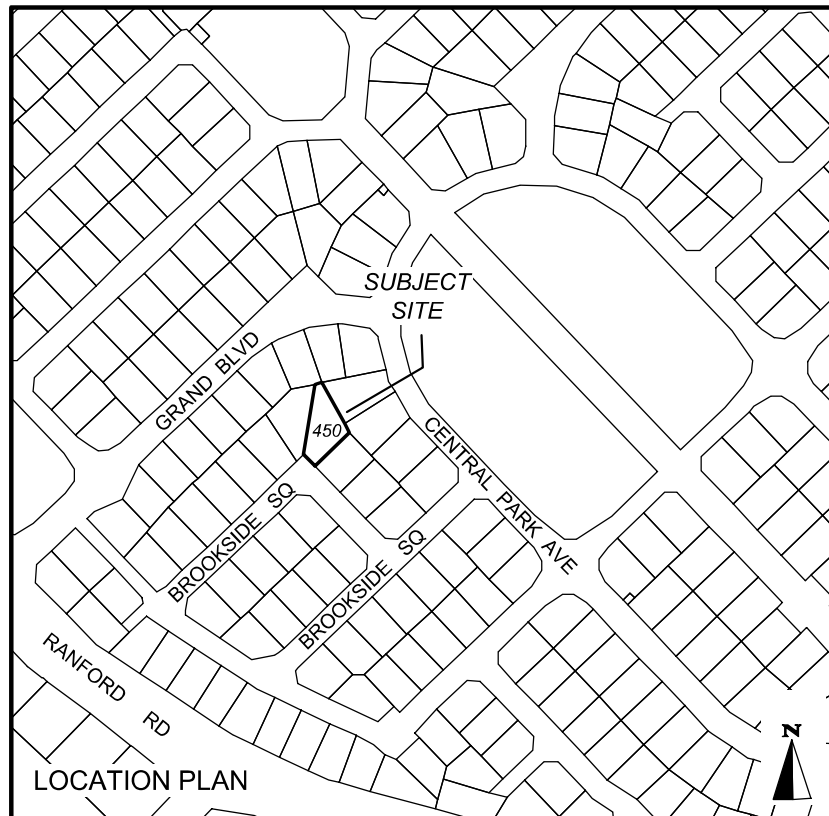 SUBJECT
SITE
GRAND BLVD
450
CENTRAL PARK AVE
BROOKSIDE SQ
BROOKSIDE SQ
RANFORD RD
N
LOCATION PLAN